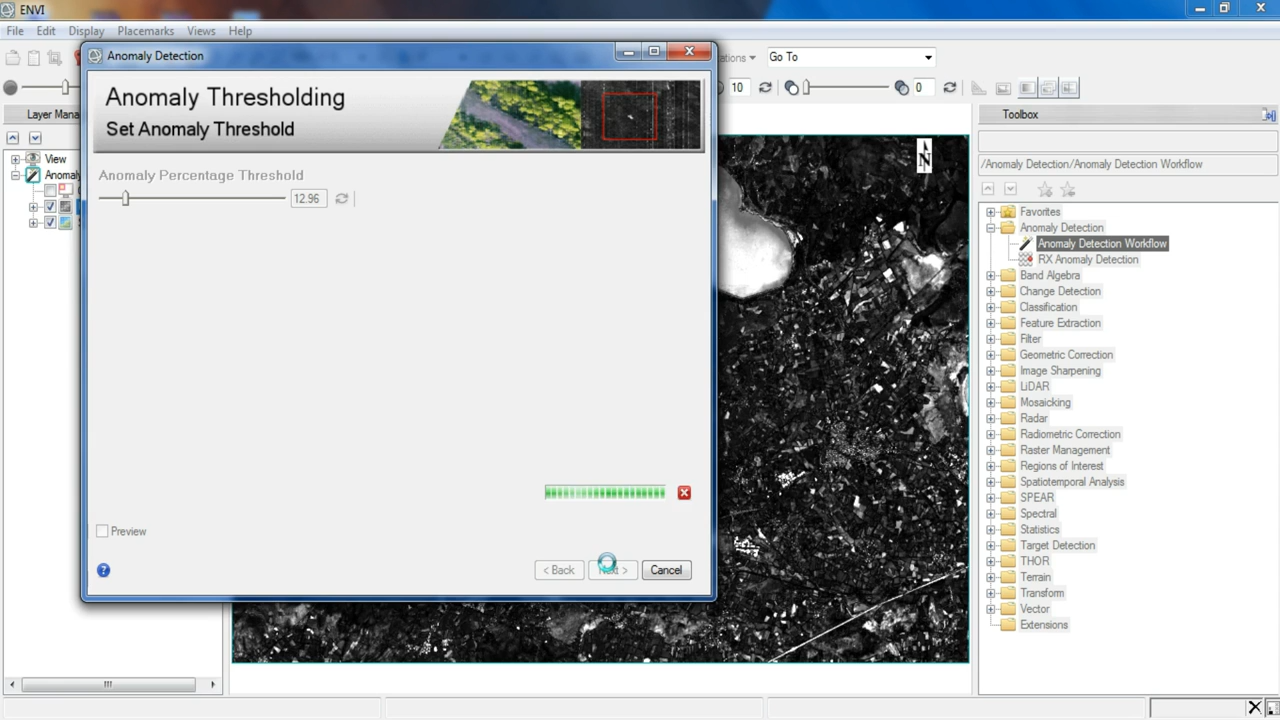 ENVI
File Edit Display Placemarks Views Help
Go To
10
0
Layer Mana
View
Anomaly
Anomaly Detection
Anomaly Thresholding
Set Anomaly Threshold
Anomaly Percentage Threshold
12.96
Preview
< Back
Cancel
N
Toolbox
/Anomaly Detection/Anomaly Detection Workflow
Favorites
Anomaly Detection
Anomaly Detection Workflow
RX Anomaly Detection
Band Algebra
Change Detection
Classification
Feature Extraction
Filter
Geometric Correction
Image Sharpening
LiDAR
Mosaicking
Radar
Radiometric Correction
Raster Management
Regions of Interest
Spatiotemporal Analysis
SPEAR
Spectral
Statistics
Target Detection
THOR
Terrain
Transform
Vector
Extensions